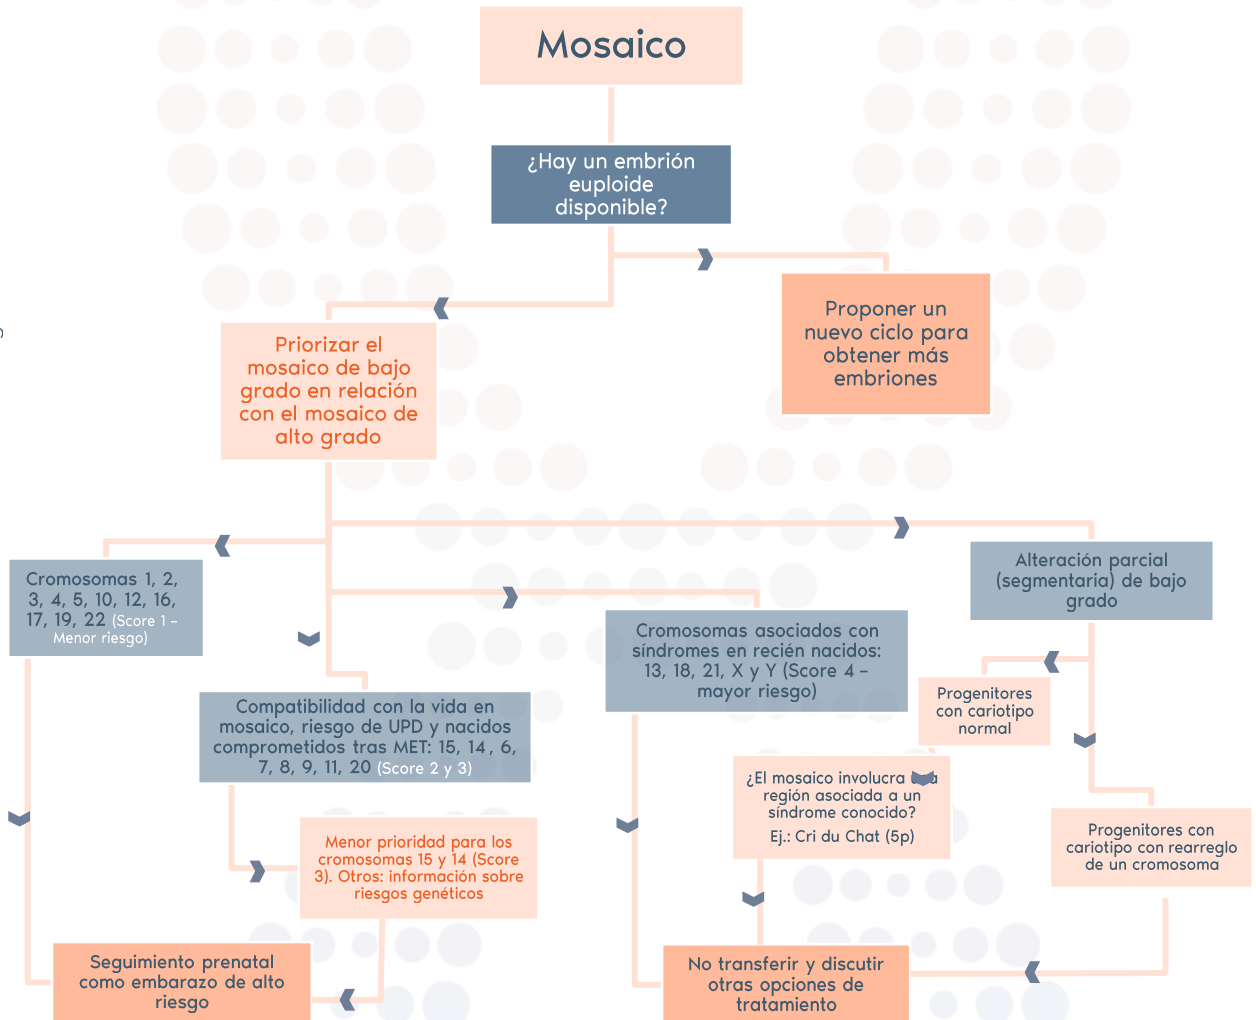 Mosaico
¿Hay un embrión
euploide
disponible?
Proponer un
nuevo ciclo para
obtener más
embriones
Priorizar el
mosaico de bajo
grado en relación
con el mosaico de
alto grado
Cromosomas 1, 2,
3, 4, 5, 10, 12, 16,
17, 19, 22 (Score 1 –
Menor riesgo)
Compatibilidad con la vida en
mosaico, riesgo de UPD y nacidos
comprometidos tras MET: 15, 14, 6,
7, 8, 9, 11, 20 (Score 2 y 3)
Menor prioridad para los
cromosomas 15 y 14 (Score
3). Otros: información sobre
riesgos genéticos
Seguimiento prenatal
como embarazo de alto
riesgo
Cromosomas asociados con
síndromes en recién nacidos:
13, 18, 21, X y Y (Score 4 –
mayor riesgo)
Alteración parcial
(segmentaria) de bajo
grado
Progenitores
con cariotipo
normal
¿El mosaico involucra
región asociada a un
síndrome conocido?
Ej.: Cri du Chat (5p)
Progenitores con
cariotipo con rearreglo
de un cromosoma
No transferir y discutir
otras opciones de
tratamiento